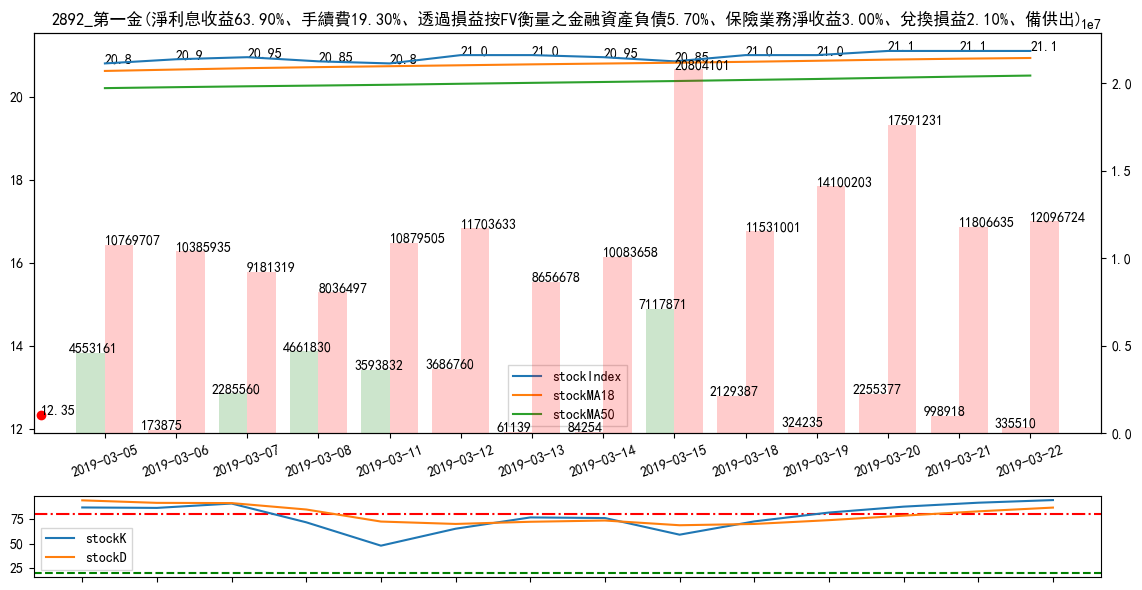 2892_第一金(淨利息收益63.90%、手續費19.30%、透過損益按FV衡量之金融資產負債5.70%、保險業務淨收益3.00%、兌換損益2.10%、備供出)
1e7
20.8 20.9 20.95 20.85 20.8 21.0 21.0 20.95 20.85 21.0 21.0 21.1 21.1 21.1
20804101
20
2.0
17591231
18
1.5
14100203
16
10769707 10385935 9181319 8036497 10879505 11703633 8656678 10083658 11531001 11806635 12096724
1.0
7117871
14
0.5
4553161 2285560 4661830 3593832 3686760 2129387 2255377
stockIndex
stockMA18
stockMA50
12.35
12
173875 61139 84254 324235 998918 335510
0.0
2019-03-05 2019-03-06 2019-03-07 2019-03-08 2019-03-11 2019-03-12 2019-03-13 2019-03-14 2019-03-15 2019-03-18 2019-03-19 2019-03-20 2019-03-21 2019-03-22
75
50
25
stockK
stockD